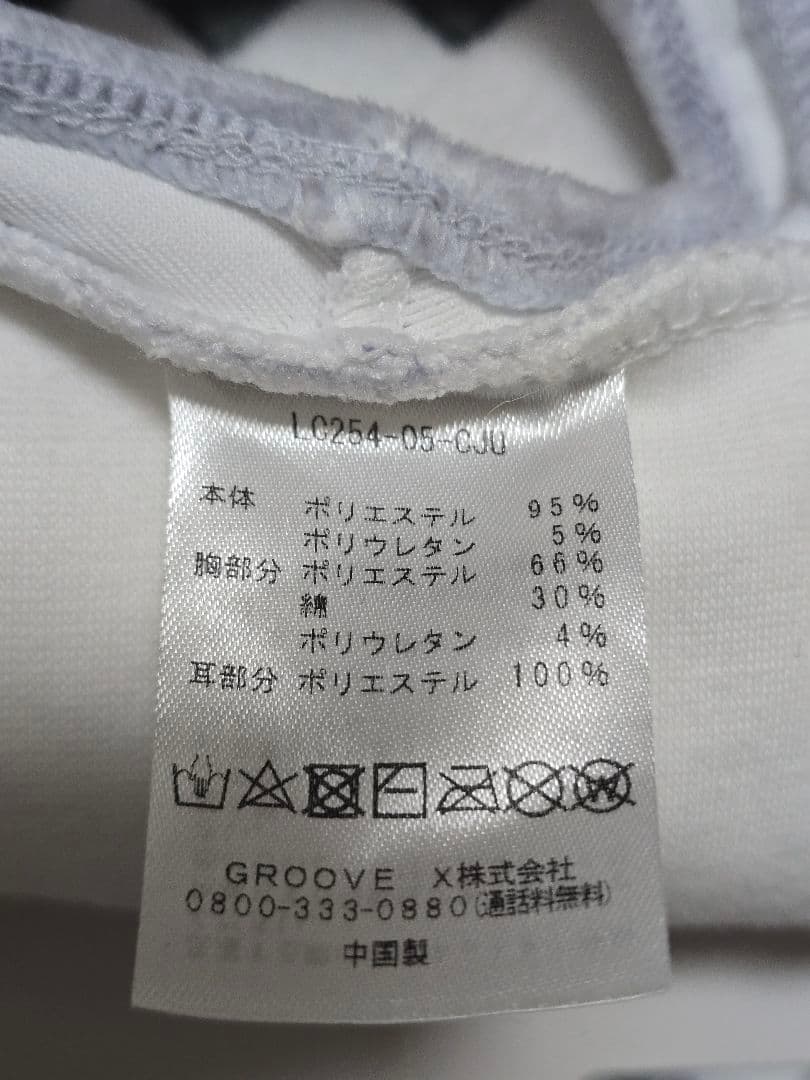 LC254-05-CJU
本体 ポリエステル 95%
ポリウレタン 5%
胸部分 ポリエステル 66%
綿 30%
ポリウレタン 4%
耳部分 ポリエステル 100%
W
GROOVE X株式会社
0800-333-0880(通話料無料)
中国製